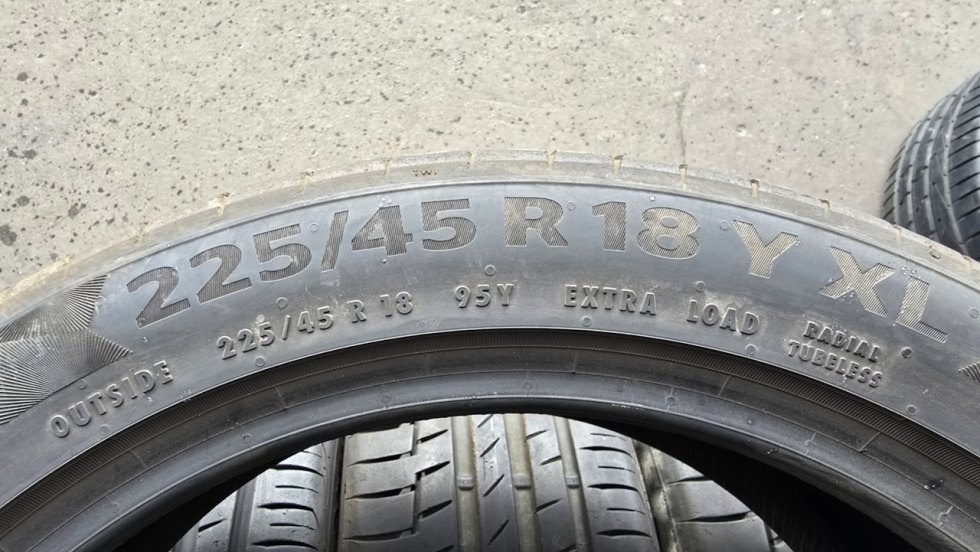 TWI
225/45 R 18 Y XL
OUTSIDE 225/45 R 18 95Y EXTRA LOAD RADIAL
TUBELESS